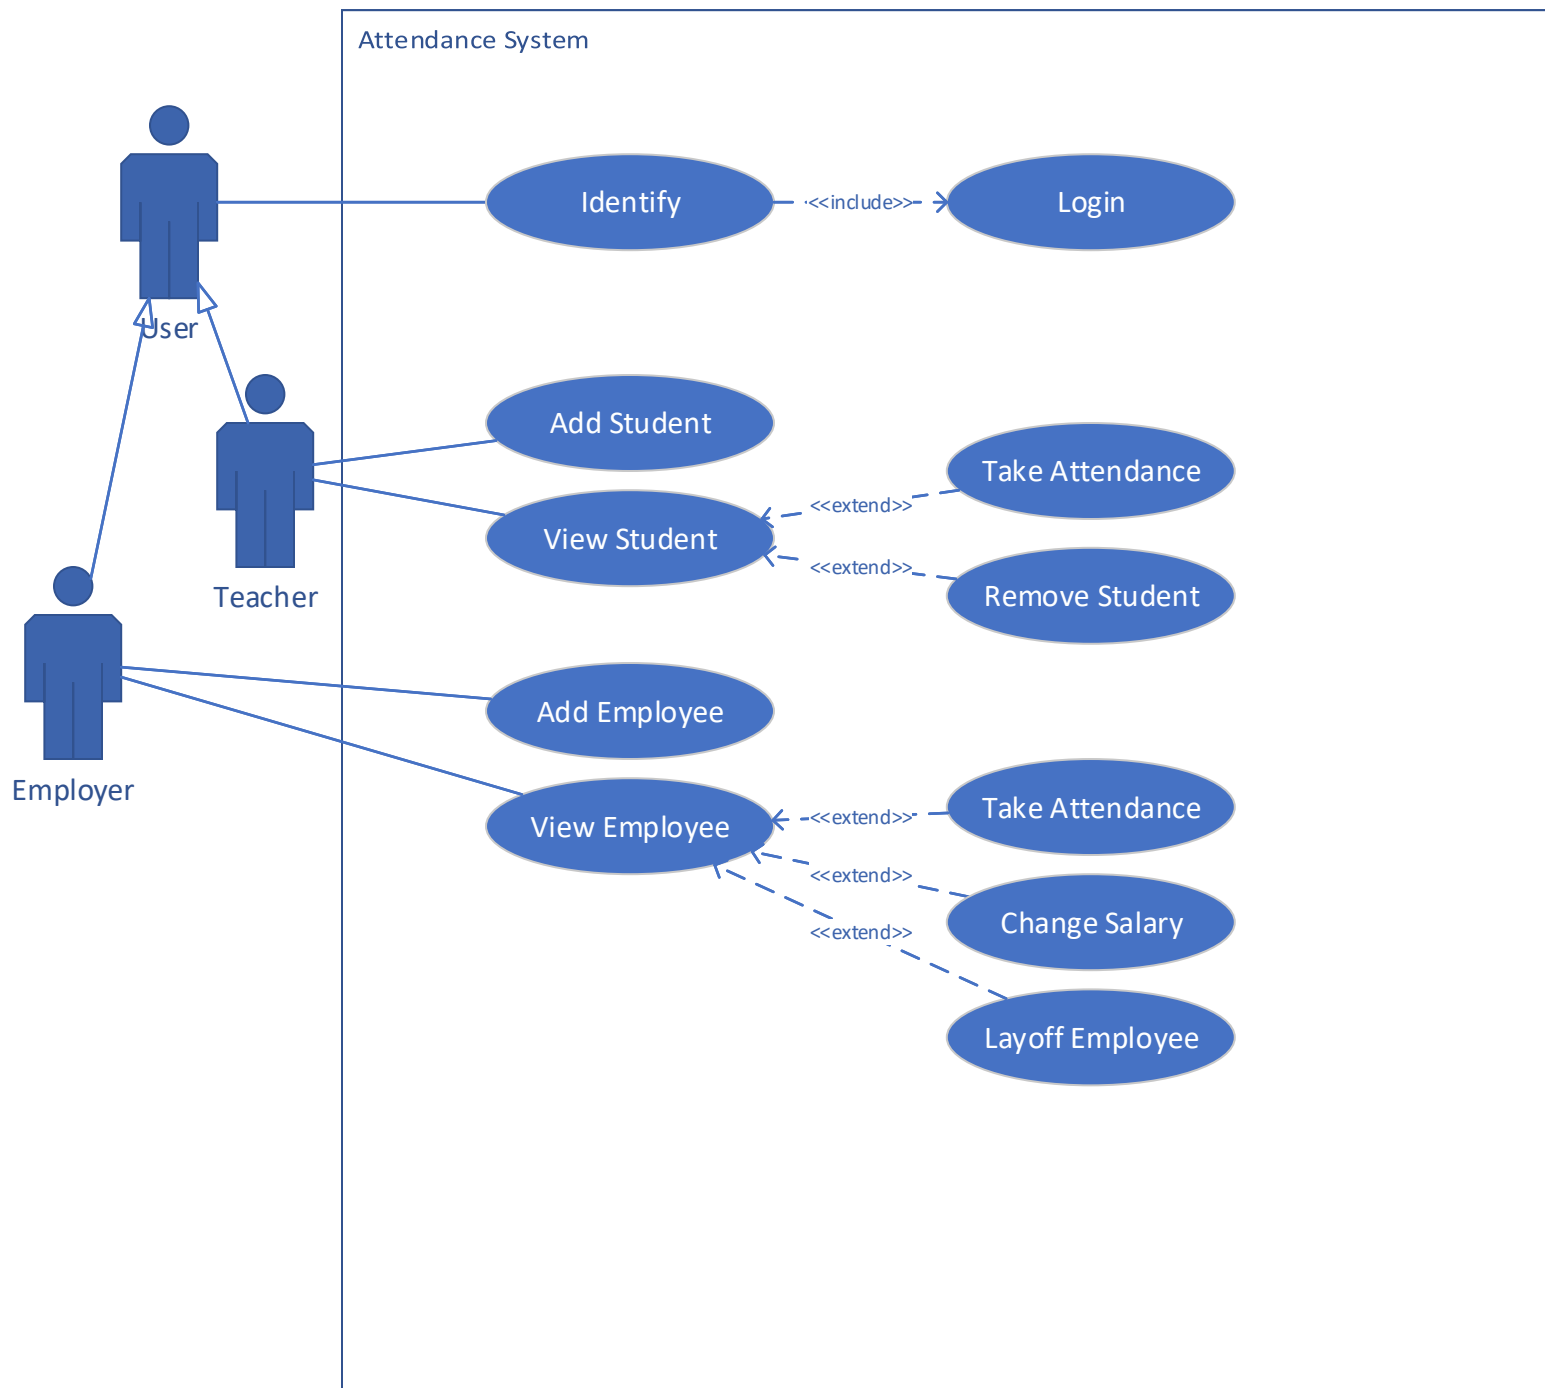 Attendance System
Identify
<<include>>
Login
User
Add Student
Take Attendance
<<extend>>
View Student
<<extend>>
Remove Student
Teacher
Add Employee
Employer
Take Attendance
<<extend>>
View Employee
<<extend>>
Change Salary
<<extend>>
Layoff Employee